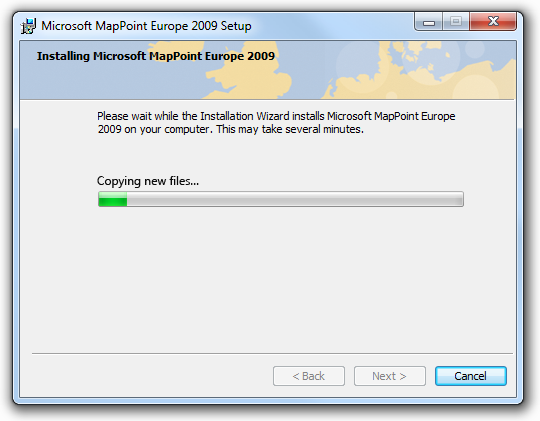 Microsoft MapPoint Europe 2009 Setup
Installing Microsoft MapPoint Europe 2009
Please wait while the Installation Wizard installs Microsoft MapPoint Europe
2009 on your computer. This may take several minutes.
Copying new files...
< Back
Next >
Cancel